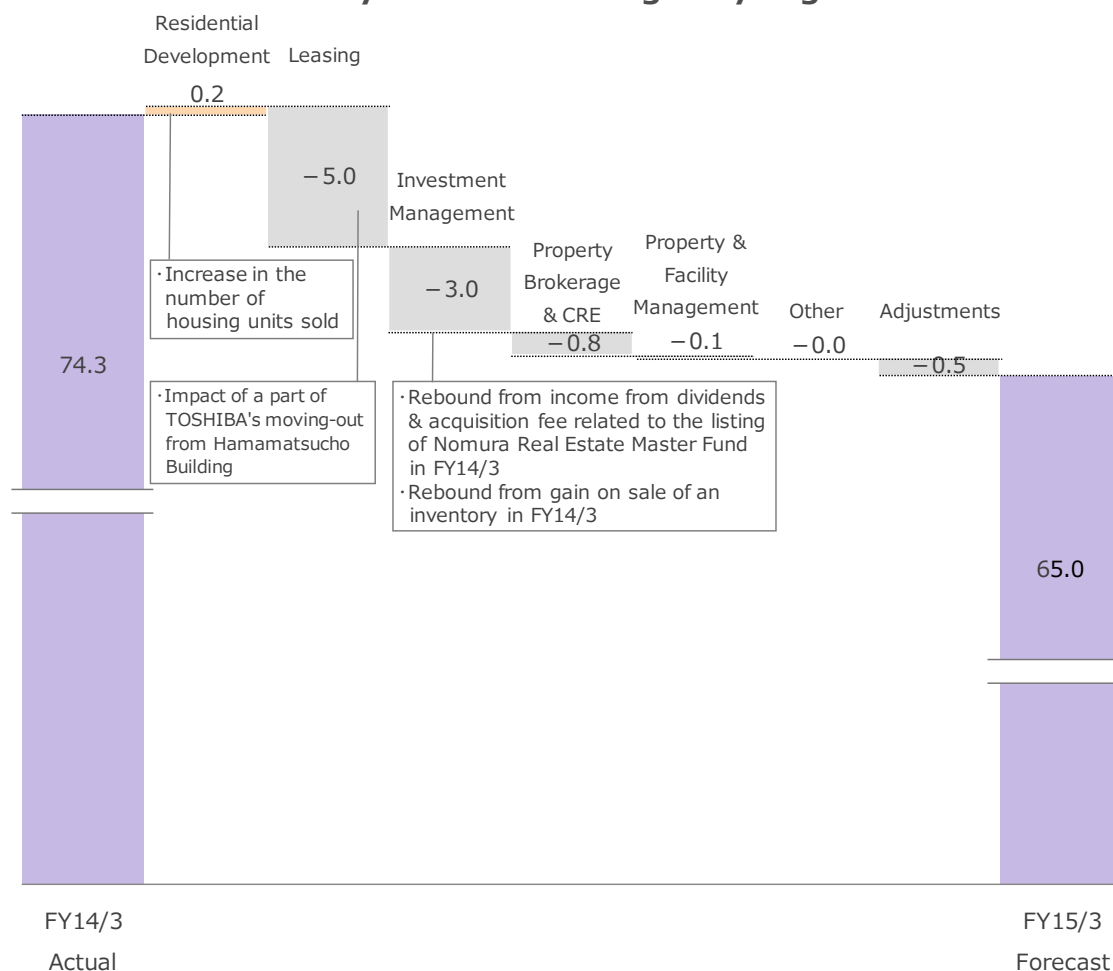 Residential
Development
Leasing
0.2
－5.0
Investment
Management
－3.0
Property
Brokerage
& CRE
－0.8
Property &
Facility
Management
－0.1
Other
－0.0
Adjustments
－0.5
74.3
65.0
・Increase in the
number of
housing units sold
・Impact of a part of
TOSHIBA's moving-out
from Hamamatsucho
Building
・Rebound from income from dividends
& acquisition fee related to the listing
of Nomura Real Estate Master Fund
in FY14/3
・Rebound from gain on sale of an
inventory in FY14/3
FY14/3
Actual
FY15/3
Forecast